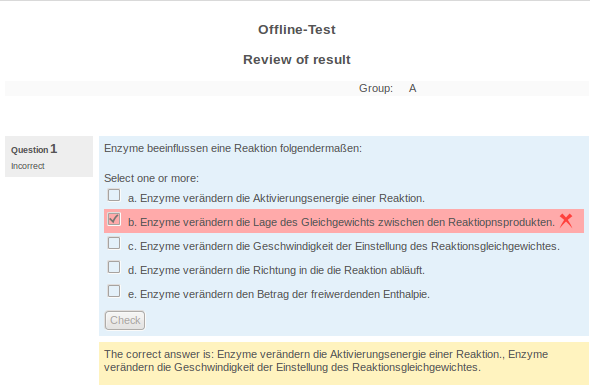 Offline-Test
Review of result
Group: A
Question 1
Incorrect
Enzyme beeinflussen eine Reaktion folgendermaßen:
Select one or more:
a. Enzyme verändern die Aktivierungsenergie einer Reaktion.
b. Enzyme verändern die Lage des Gleichgewichts zwischen den Reaktiopnsprodukten.
c. Enzyme verändern die Geschwindigkeit der Einstellung des Reaktionsgleichgewichtes.
d. Enzyme verändern die Richtung in die die Reaktion abläuft.
e. Enzyme verändern den Betrag der freiwerdenden Enthalpie.
Check
The correct answer is: Enzyme verändern die Aktivierungsenergie einer Reaktion., Enzyme
verändern die Geschwindigkeit der Einstellung des Reaktionsgleichgewichtes.